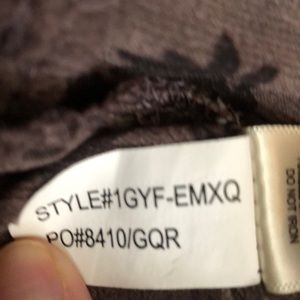 STYLE#1GYF-EMXQ
PO#8410/GQR
DO NOT IRON